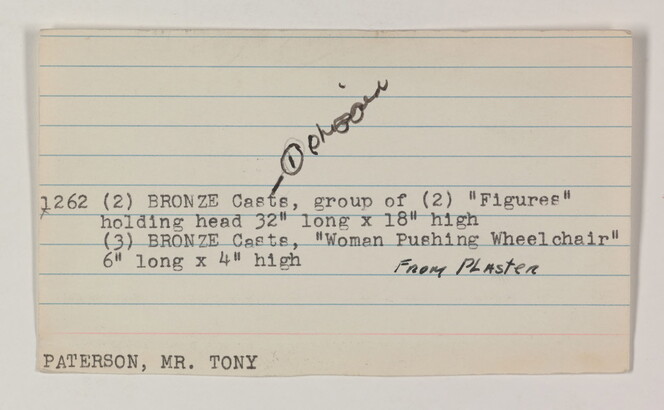 ①
1262 (2) BRONZE Casts, group of (2) "Figures"
holding head 32" long x 18" high
(3) BRONZE Casts, "Woman Pushing Wheelchair"
6" long x 4" high From Plaster
PATERSON, MR. TONY